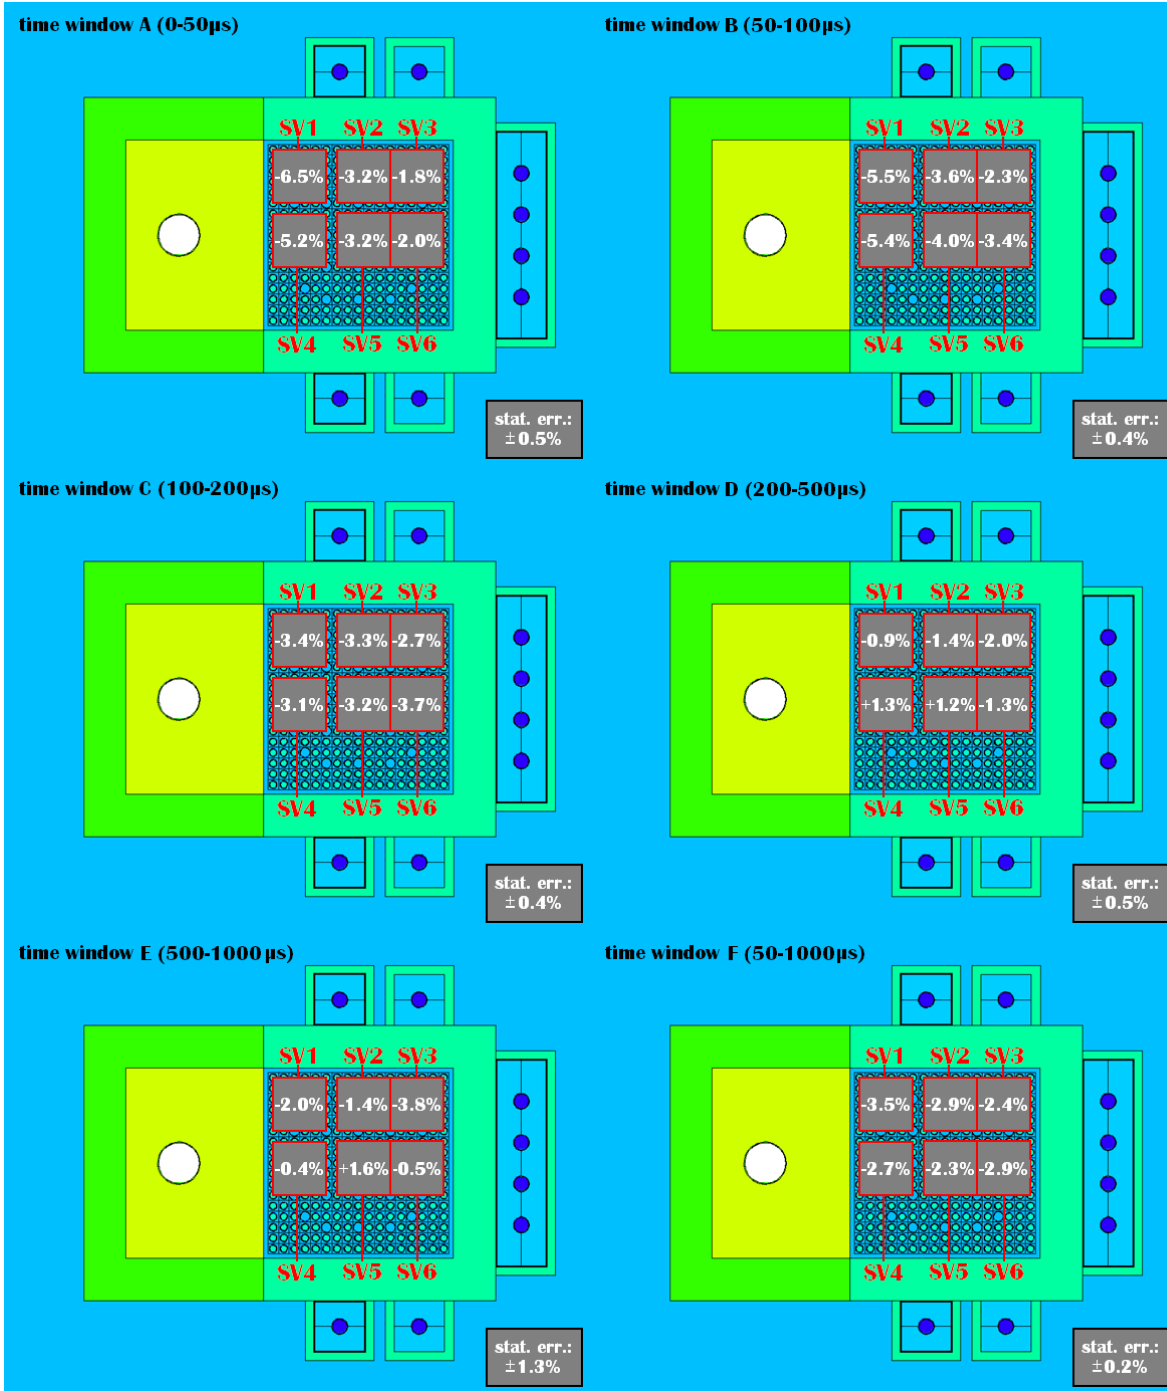 time window A (0-50µs)
SV1 SV2 SV3
-6.5% -3.2% -1.8%
-5.2% -3.2% -2.0%
SV4 SV5 SV6
stat. err.:
±0.5%
time window B (50-100µs)
SV1 SV2 SV3
-5.5% -3.6% -2.3%
-5.4% -4.0% -3.4%
SV4 SV5 SV6
stat. err.:
±0.4%
time window C (100-200µs)
SV1 SV2 SV3
-3.4% -3.3% -2.7%
-3.1% -3.2% -3.7%
SV4 SV5 SV6
stat. err.:
±0.4%
time window D (200-500µs)
SV1 SV2 SV3
-0.9% -1.4% -2.0%
+1.3% +1.2% -1.3%
SV4 SV5 SV6
stat. err.:
±0.5%
time window E (500-1000µs)
SV1 SV2 SV3
-2.0% -1.4% -3.8%
-0.4% +1.6% -0.5%
SV4 SV5 SV6
stat. err.:
±1.3%
time window F (50-1000µs)
SV1 SV2 SV3
-3.5% -2.9% -2.4%
-2.7% -2.3% -2.9%
SV4 SV5 SV6
stat. err.:
±0.2%